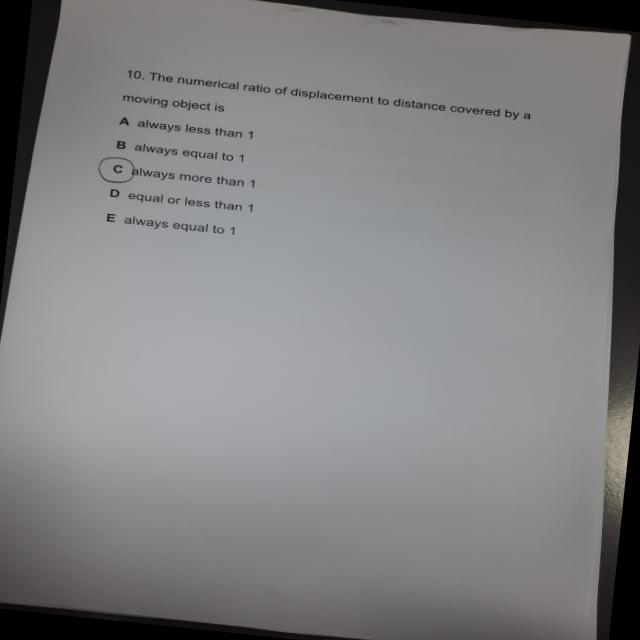 10. The numerical ratio of displacement to distance covered by a
moving object is
A always less than 1
B always equal to 1
C always more than 1
D equal or less than 1
E always equal to 1